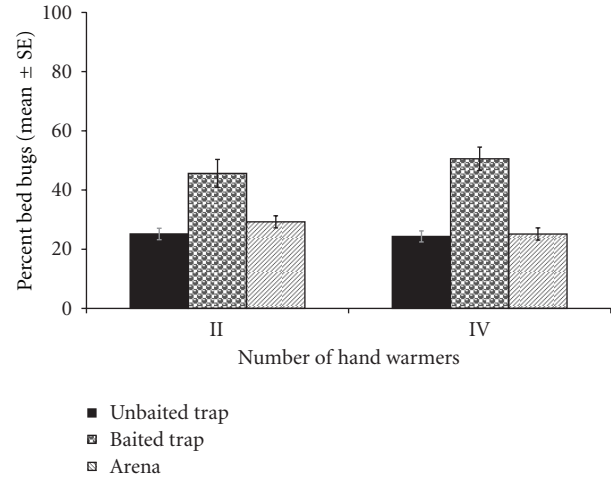 100
80
60
40
20
0
Percent bed bugs (mean ± SE)
II
IV
Number of hand warmers
Unbaited trap
Baited trap
Arena